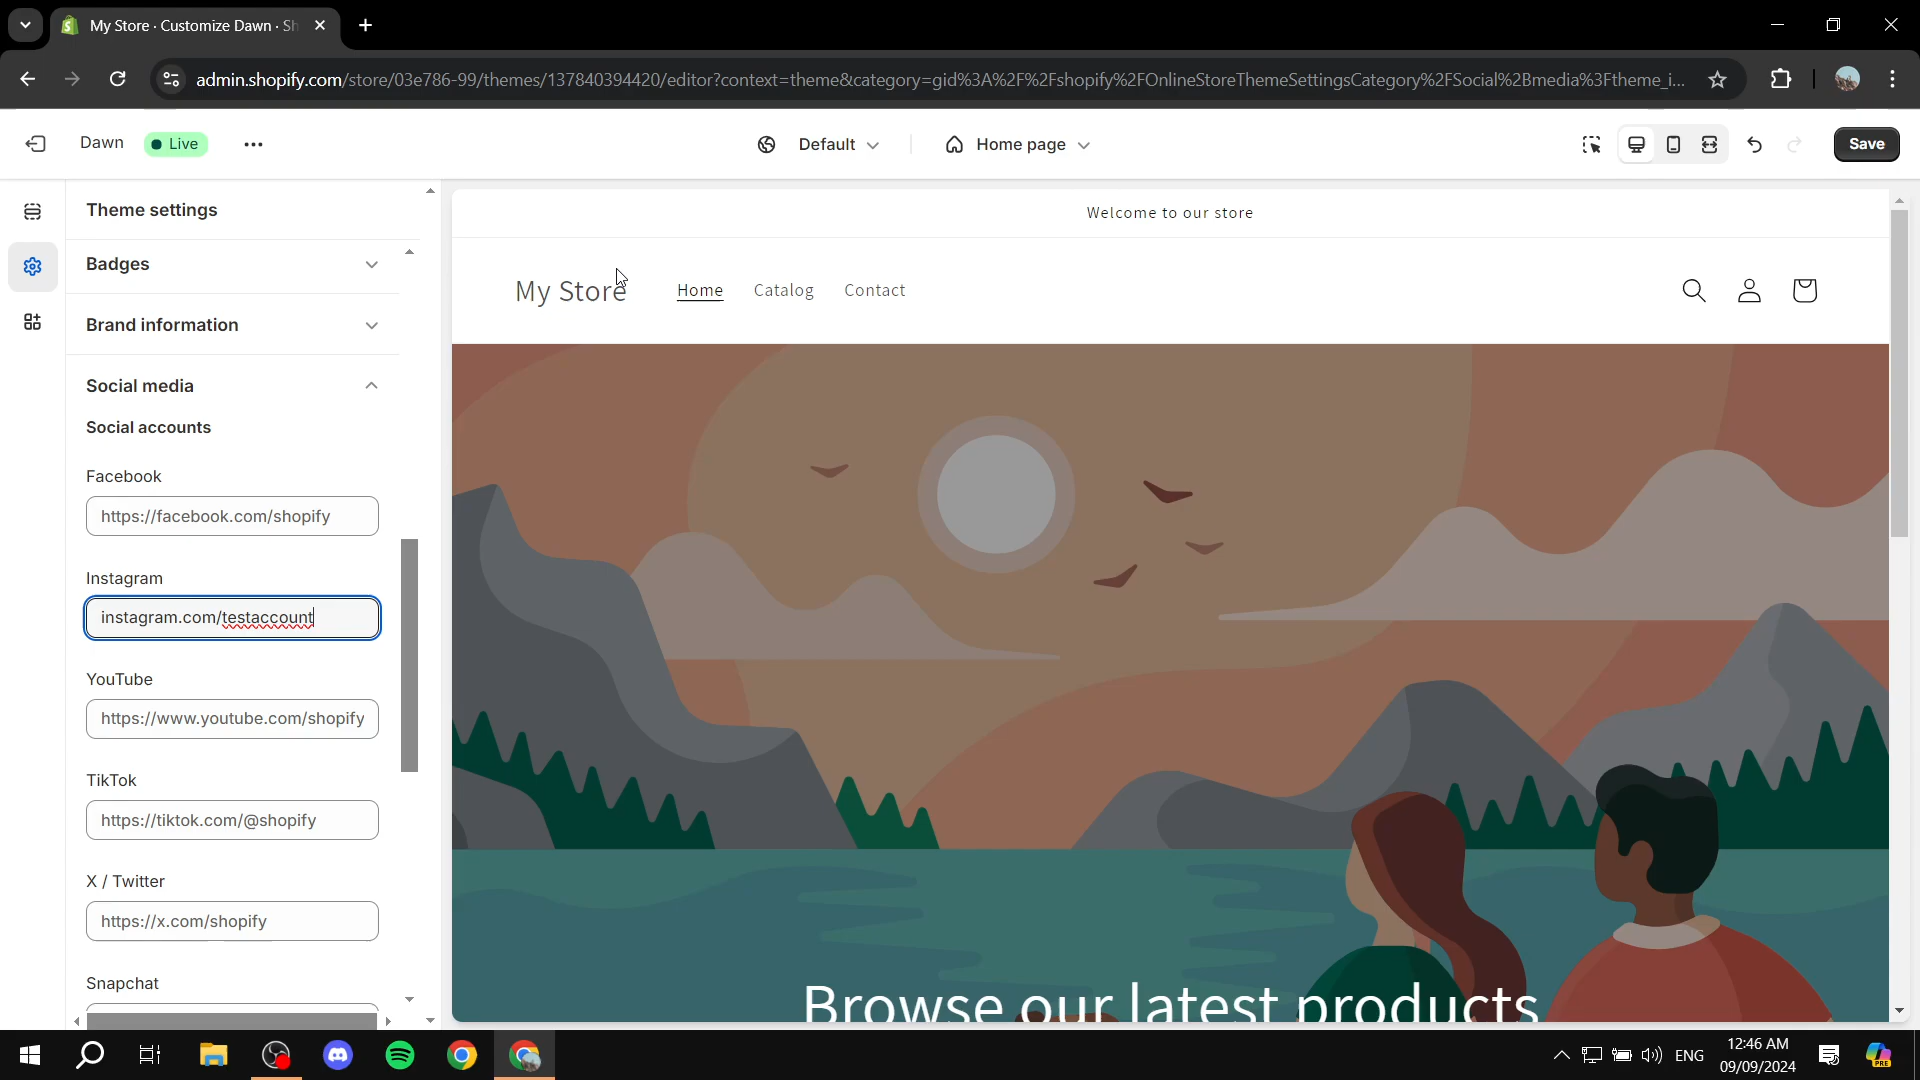 My Store · Customize Dawn · Sh
admin.shopify.com/store/03e786-99/themes/137840394420/editor?context=theme&category=gid%3A%2F%2Fshopify%2FOnlineStoreThemeSettingsCategory%2FSocial%2Bmedia%3Ftheme_i...
Dawn
Live
Default
Home page
Save
Theme settings
Badges
Brand information
Social media
Social accounts
Facebook
https://facebook.com/shopify
Instagram
instagram.com/testaccount
YouTube
https://www.youtube.com/shopify
TikTok
https://tiktok.com/@shopify
X / Twitter
https://x.com/shopify
Snapchat
Welcome to our store
My Store
Home
Catalog
Contact
Browse our latest products
ENG
12:46 AM
09/09/2024
PRE